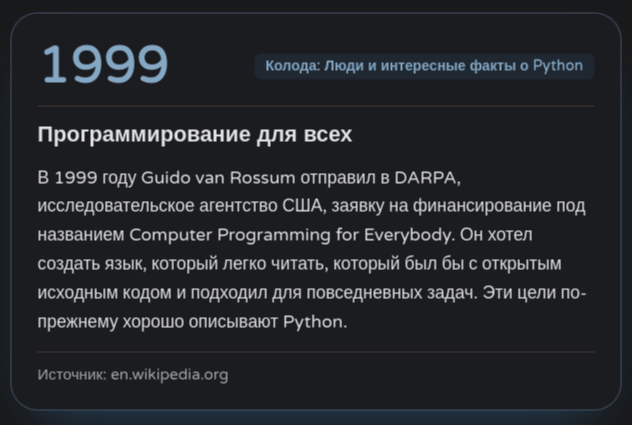 1999
Колода: Люди и интересные факты о Python
Программирование для всех
В 1999 году Guido van Rossum отправил в DARPA,
исследовательское агентство США, заявку на финансирование под
названием Computer Programming for Everybody. Он хотел
создать язык, который легко читать, который был бы с открытым
исходным кодом и подходил для повседневных задач. Эти цели по-
прежнему хорошо описывают Python.
Источник: en.wikipedia.org